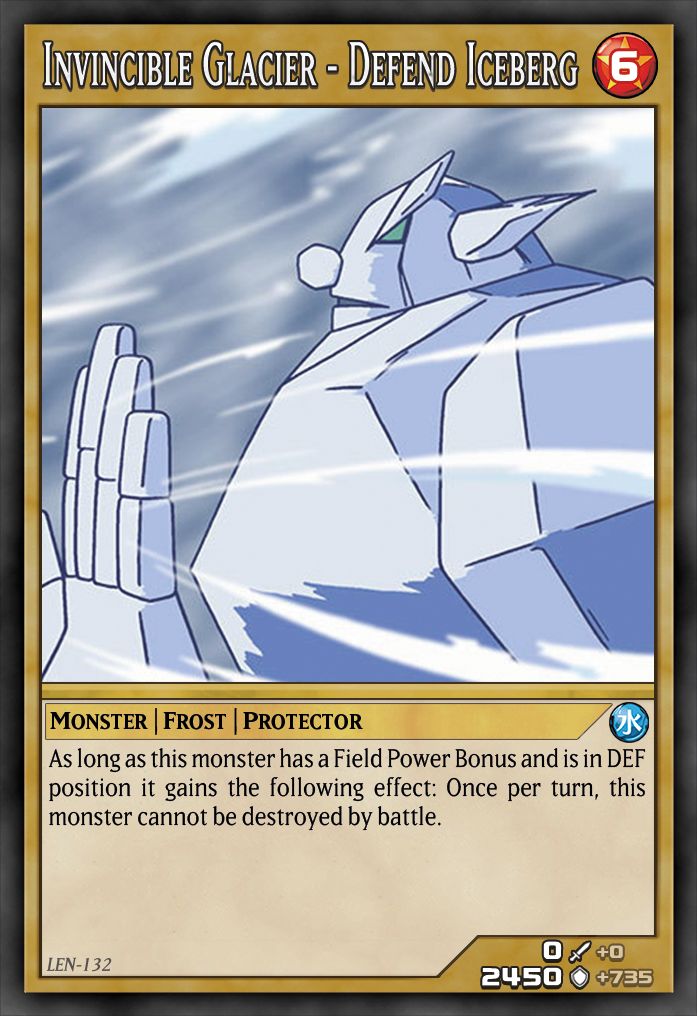 Invincible Glacier - Defend Iceberg 6
Monster | Frost | Protector 水
As long as this monster has a Field Power Bonus and is in DEF
position it gains the following effect: Once per turn, this
monster cannot be destroyed by battle.
LEN-132
0 +0
2450 +735